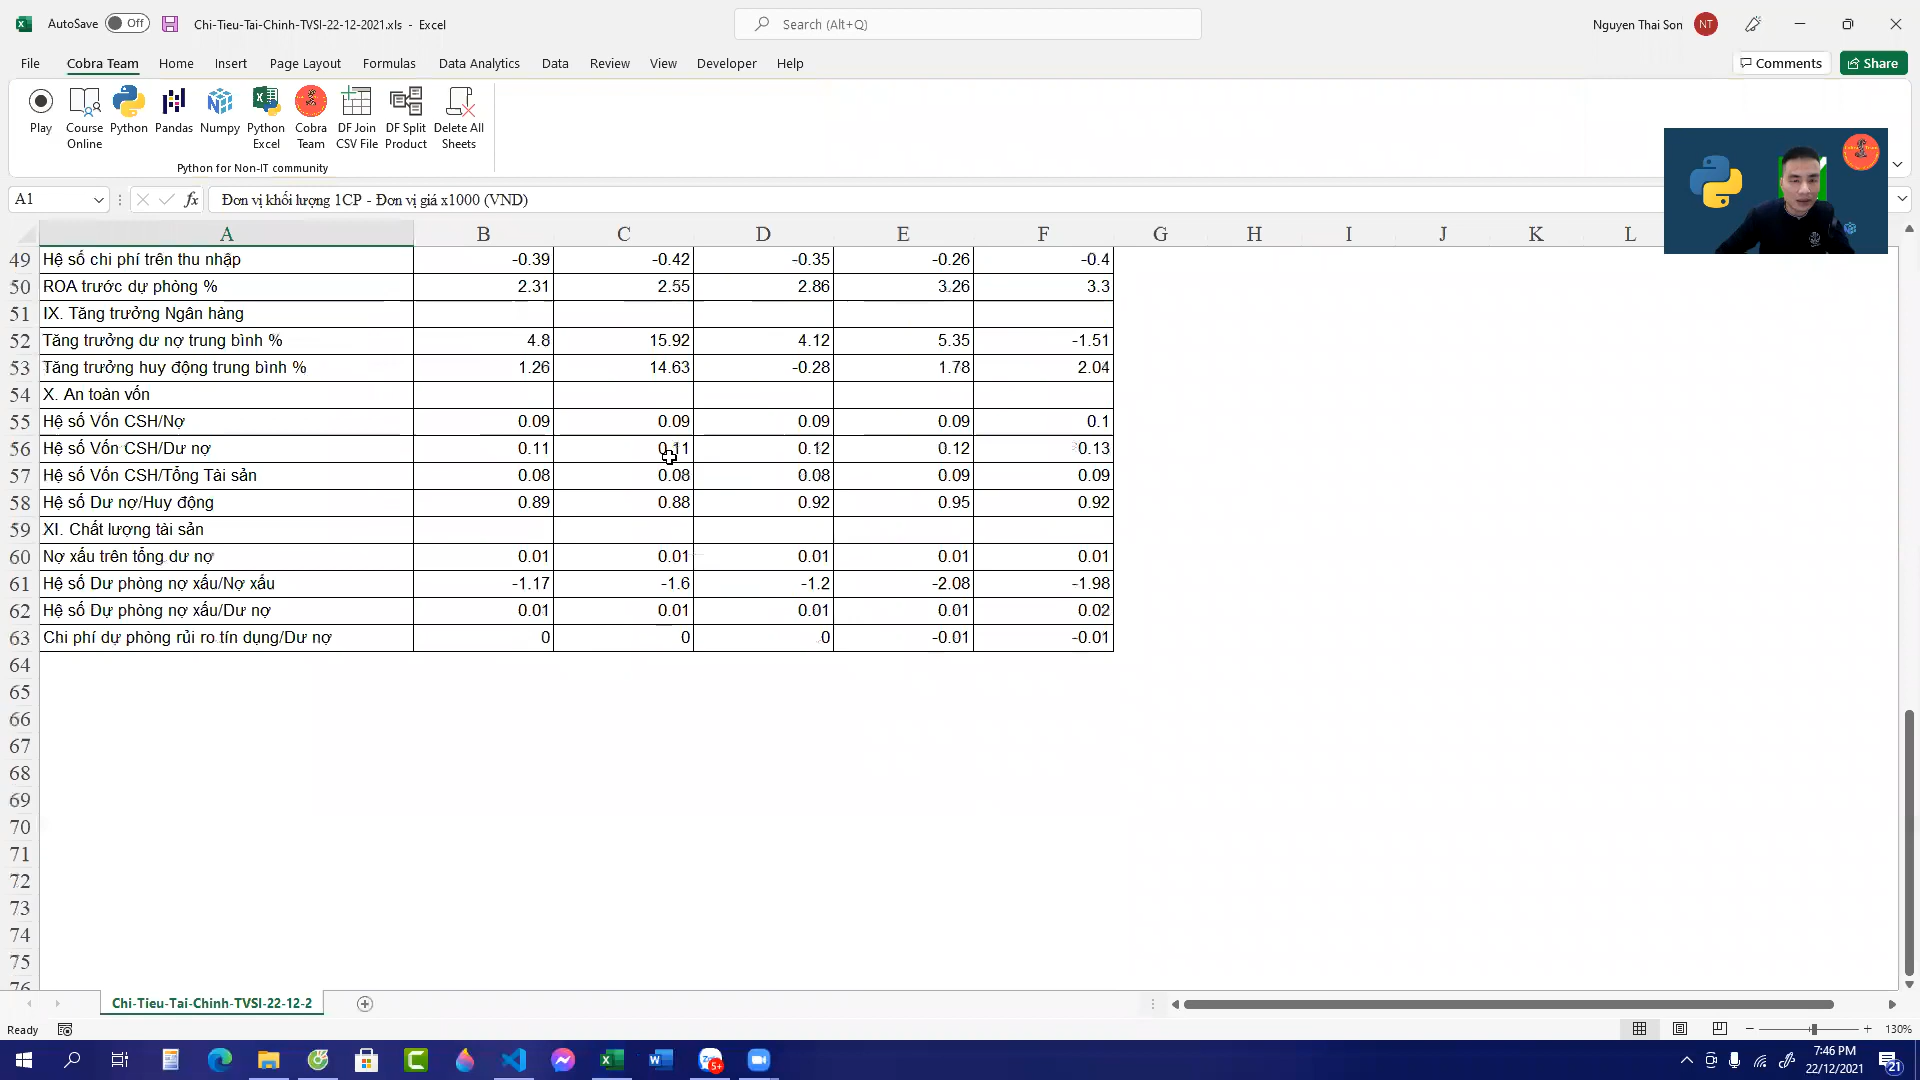 AutoSave Off Chi-Tieu-Tai-Chinh-TVSI-22-12-2021.xls - Excel Search (Alt+Q) Nguyen Thai Son NT
File Cobra Team Home Insert Page Layout Formulas Data Analytics Data Review View Developer Help Comments Share
Play Course Online Python Pandas Numpy Python Excel Cobra Team DF Join CSV File DF Split Product Delete All Sheets
Python for Non-IT community
A1 fx Đơn vị khối lượng 1CP - Đơn vị giá x1000 (VND)
A B C D E F G H I J K L
49 Hệ số chi phí trên thu nhập -0.39 -0.42 -0.35 -0.26 -0.4
50 ROA trước dự phòng % 2.31 2.55 2.86 3.26 3.3
51 IX. Tăng trưởng Ngân hàng
52 Tăng trưởng dư nợ trung bình % 4.8 15.92 4.12 5.35 -1.51
53 Tăng trưởng huy động trung bình % 1.26 14.63 -0.28 1.78 2.04
54 X. An toàn vốn
55 Hệ số Vốn CSH/Nợ 0.09 0.09 0.09 0.09 0.1
56 Hệ số Vốn CSH/Dư nợ 0.11 0.11 0.12 0.12 0.13
57 Hệ số Vốn CSH/Tổng Tài sản 0.08 0.08 0.08 0.09 0.09
58 Hệ số Dư nợ/Huy động 0.89 0.88 0.92 0.95 0.92
59 XI. Chất lượng tài sản
60 Nợ xấu trên tổng dư nợ 0.01 0.01 0.01 0.01 0.01
61 Hệ số Dư phòng nợ xấu/Nợ xấu -1.17 -1.6 -1.2 -2.08 -1.98
62 Hệ số Dự phòng nợ xấu/Dư nợ 0.01 0.01 0.01 0.01 0.02
63 Chi phí dự phòng rủi ro tín dụng/Dư nợ 0 0 0 -0.01 -0.01
64
65
66
67
68
69
70
71
72
73
74
75
76
Chi-Tieu-Tai-Chinh-TVSI-22-12-2
Ready 130%
5+ 7:46 PM
22/12/2021 21